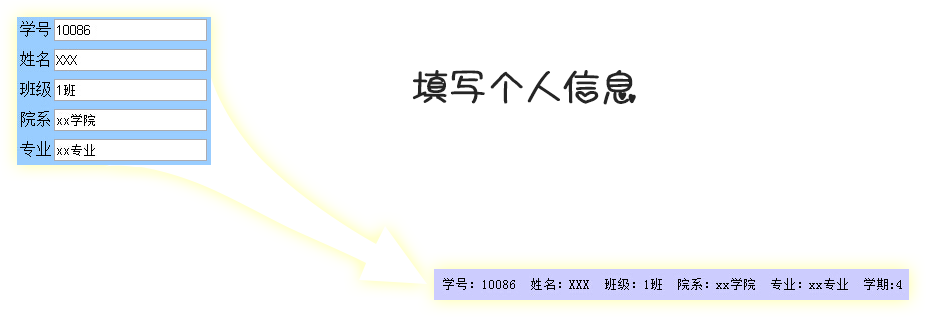 学号 10086
姓名 XXX
班级 1班
院系 xx学院
专业 xx专业
填写个人信息
学号：10086 姓名：XXX 班级：1班 院系：xx学院 专业：xx专业 学期:4